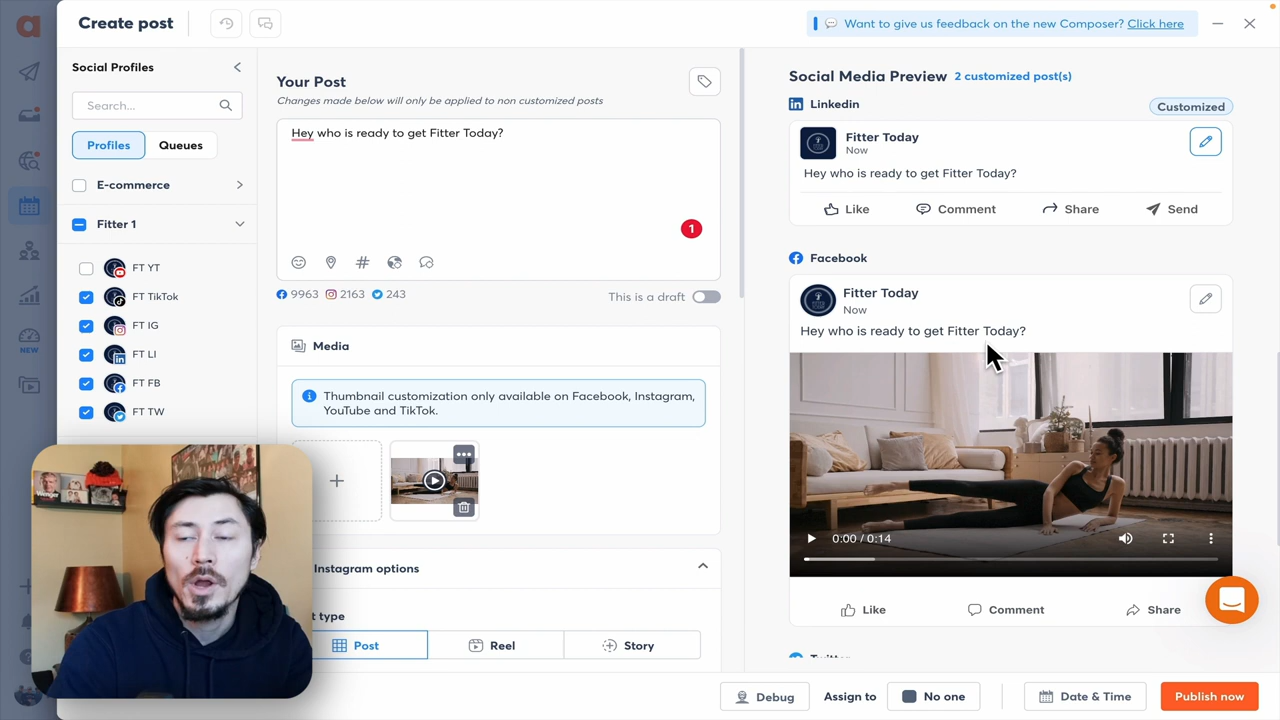 Create post
Want to give us feedback on the new Composer? Click here
Social Profiles
Search...
Profiles
Queues
E-commerce
Fitter 1
FT YT
FT TikTok
FT IG
FT LI
FT FB
FT TW
NEW
Your Post
Changes made below will only be applied to non customized posts
Hey who is ready to get Fitter Today?
1
9963 2163 243
This is a draft
Media
Thumbnail customization only available on Facebook, Instagram,
YouTube and TikTok.
Instagram options
t type
Post
Reel
Story
Social Media Preview 2 customized post(s)
Linkedin
Customized
Fitter Today
Now
Hey who is ready to get Fitter Today?
Like Comment Share Send
Facebook
Fitter Today
Now
Hey who is ready to get Fitter Today?
0:00 / 0:14
Like Comment Share
Debug
Assign to
No one
Date & Time
Publish now